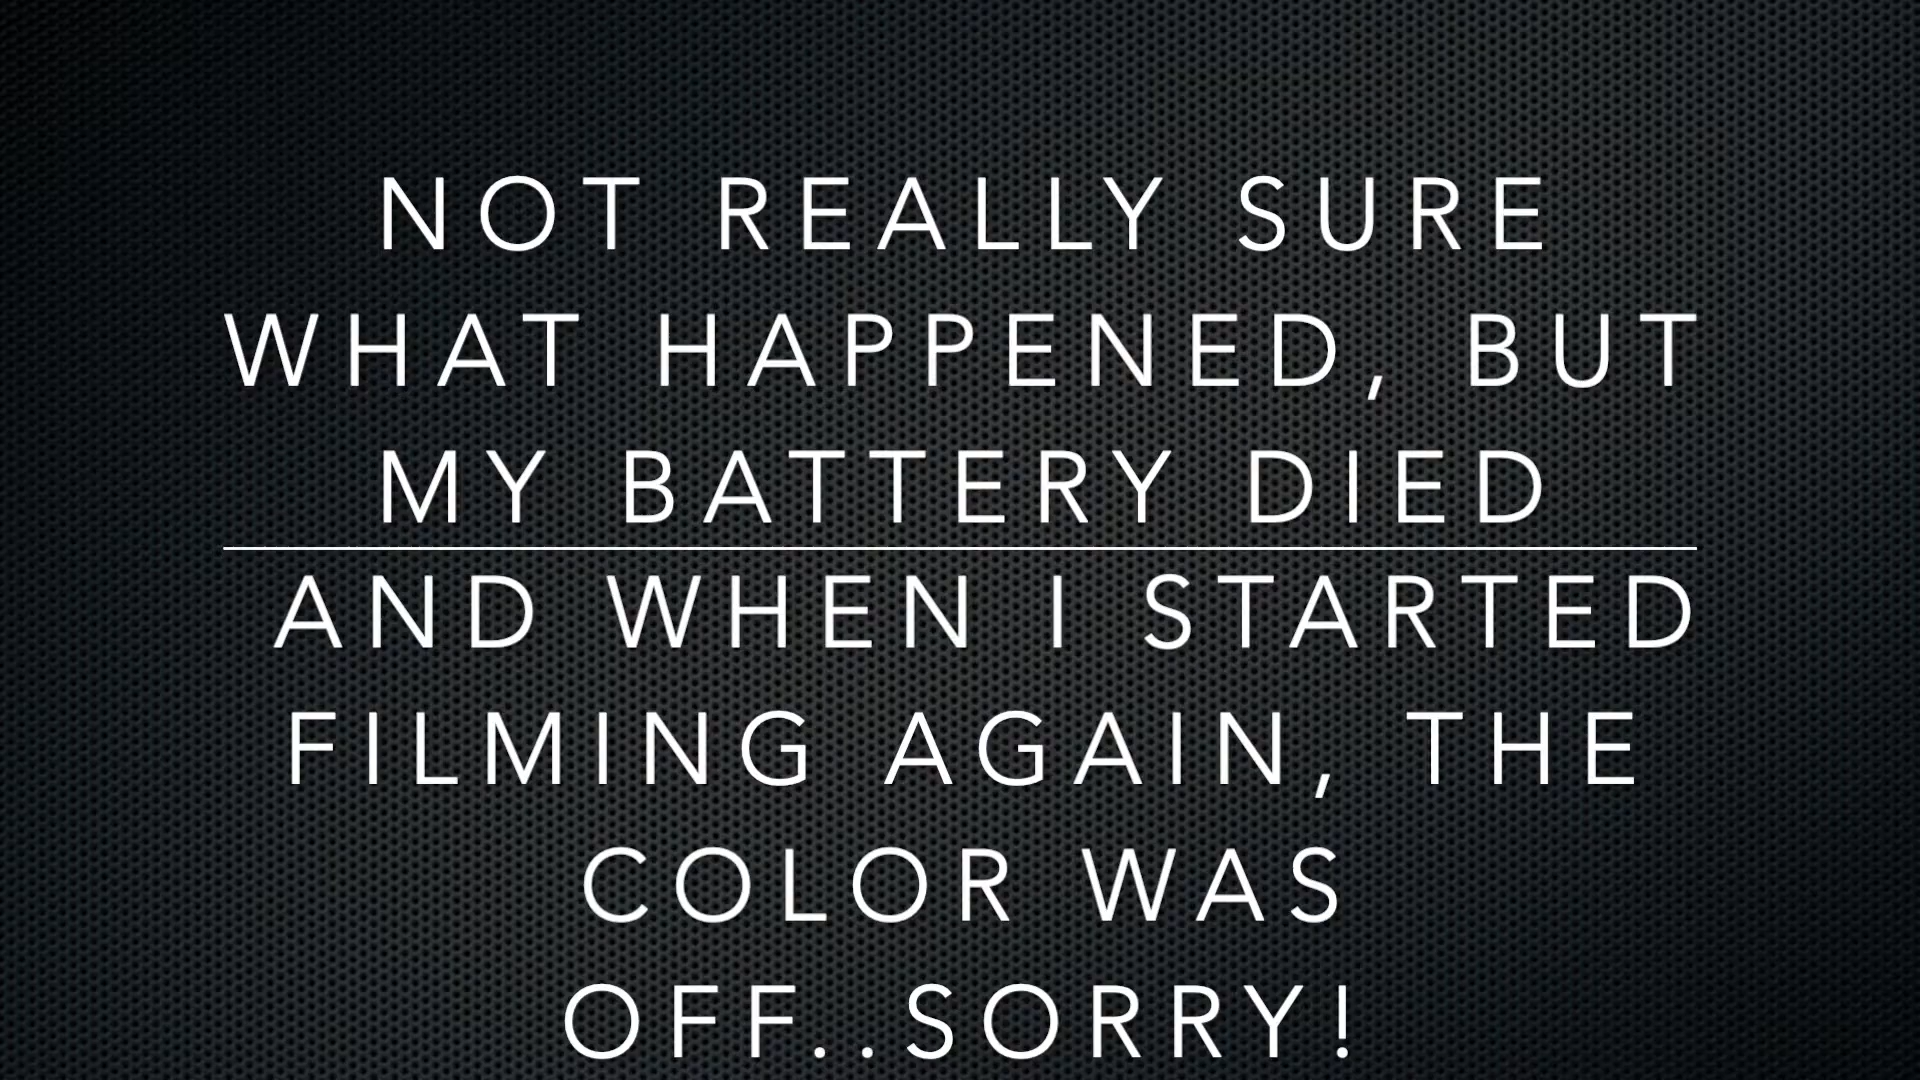 NOT REALLY SURE
WHAT HAPPENED, BUT
MY BATTERY DIED
AND WHEN I STARTED
FILMING AGAIN, THE
COLOR WAS
OFF..SORRY!